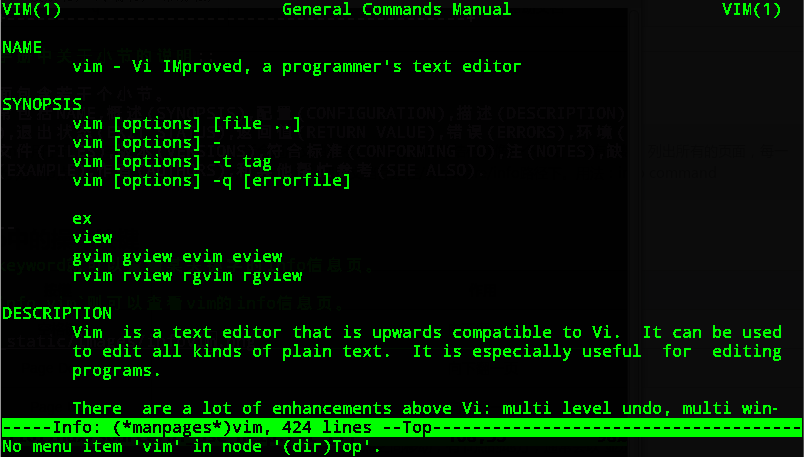 VIM(1) General Commands Manual VIM(1)
NAME
vim - Vi IMproved, a programmer's text editor
SYNOPSIS
vim [options] [file ..]
vim [options] -
vim [options] -t tag
vim [options] -q [errorfile]
ex
view
gvim gview evim eview
rvim rview rgvim rgview
DESCRIPTION
Vim is a text editor that is upwards compatible to Vi. It can be used
to edit all kinds of plain text. It is especially useful for editing
programs.
There are a lot of enhancements above Vi: multi level undo, multi win-
-----Info: (*manpages*)vim, 424 lines --Top-------------------------------------
No menu item 'vim' in node '(dir)Top'.